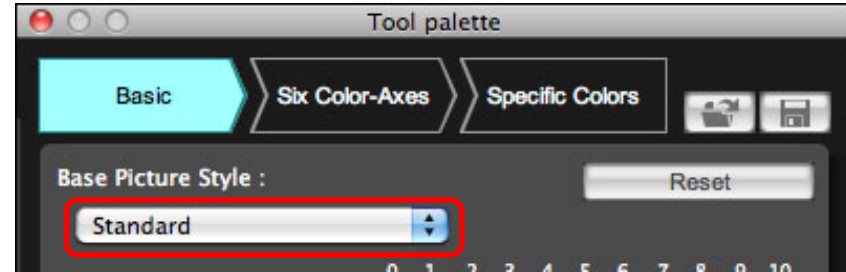 Tool palette
Basic Six Color-Axes Specific Colors
Base Picture Style : Reset
Standard
0 1 2 3 4 5 6 7 8 9 10